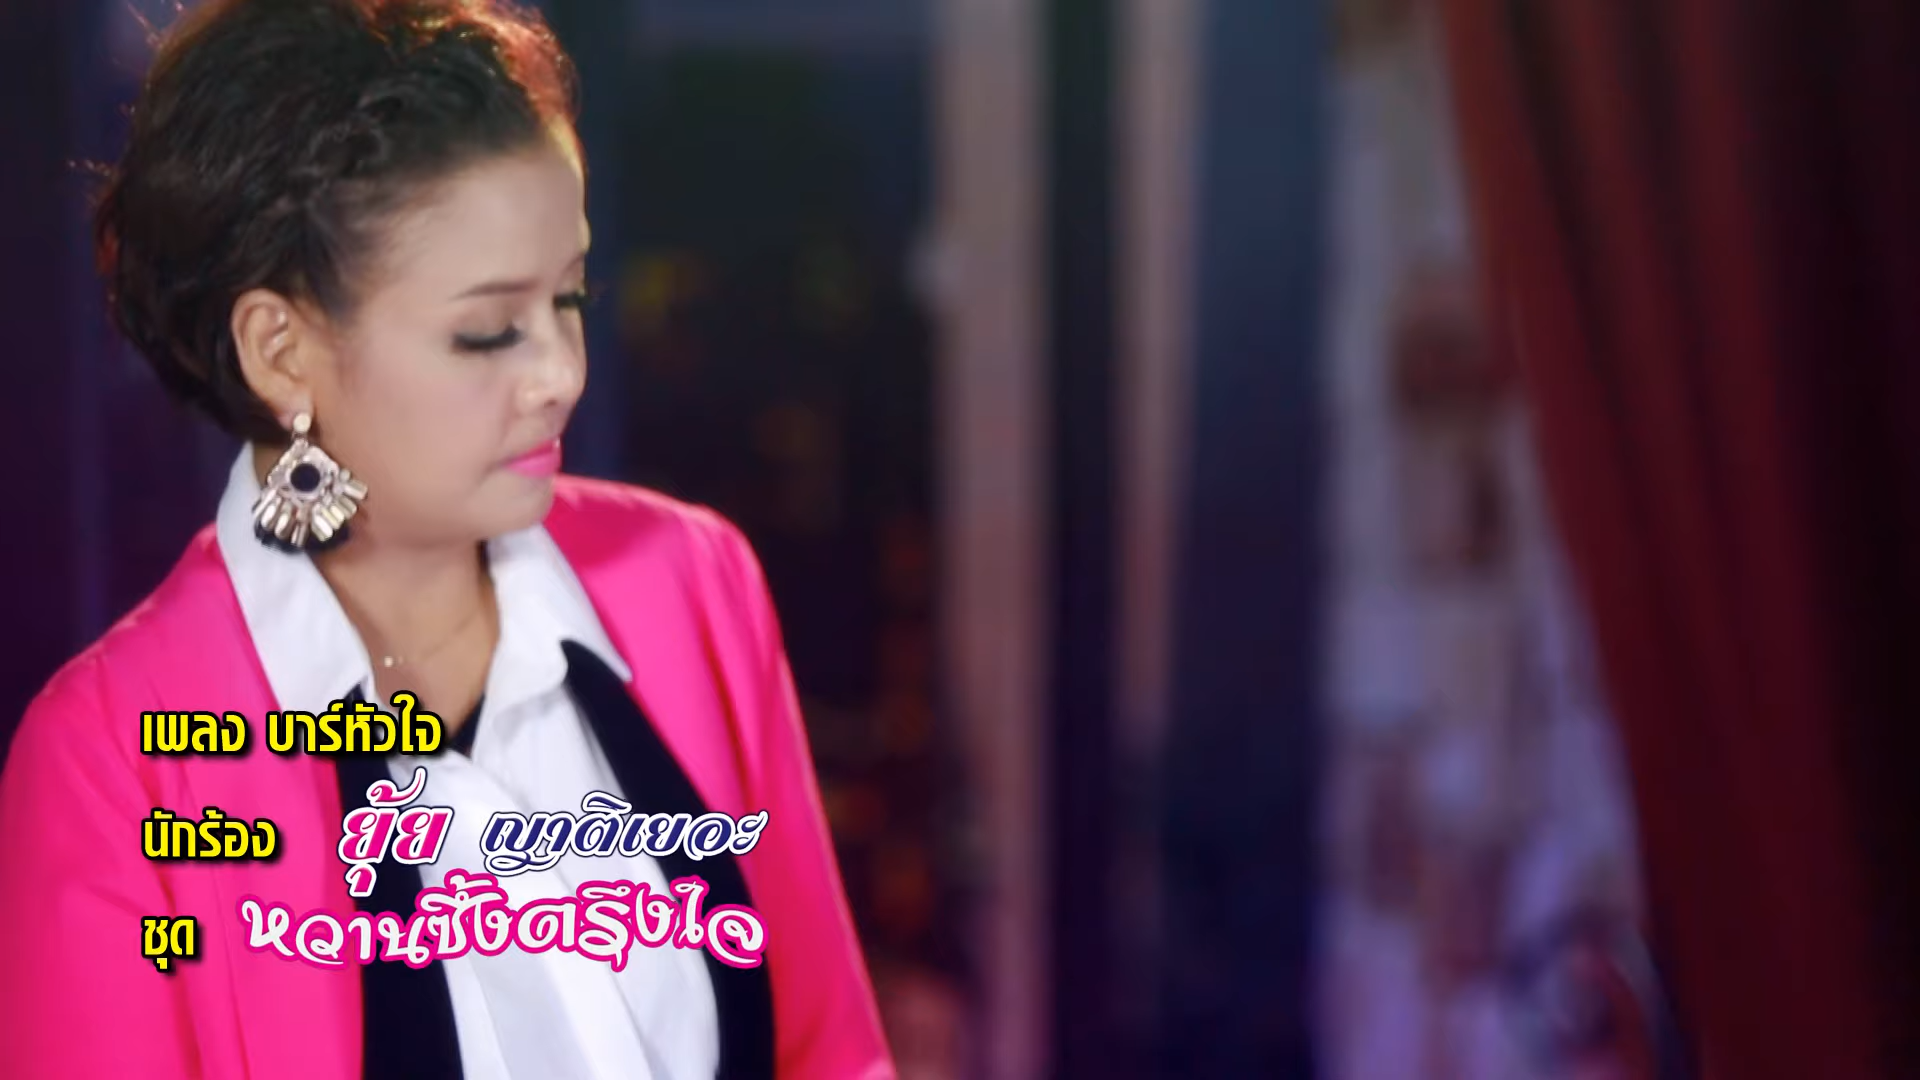 เพลง บาร์หัวใจ
นักร้อง ยุ้ย ญาติเยอะ
ชุด หวานซึ้งตรึงใจ